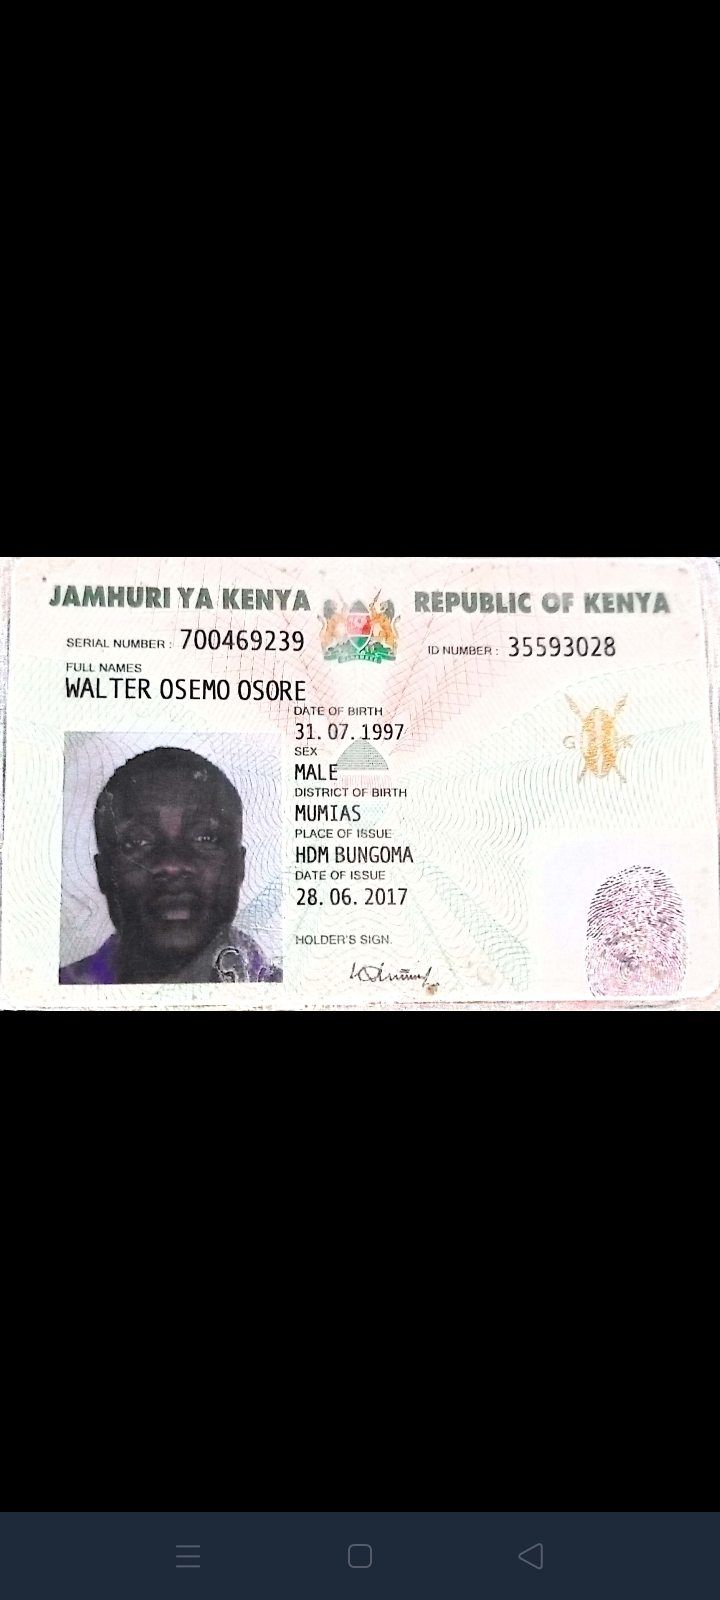 JAMHURI YA KENYA REPUBLIC OF KENYA
SERIAL NUMBER : 700469239 ID NUMBER : 35593028
FULL NAMES
WALTER OSEMO OSORE
DATE OF BIRTH
31. 07. 1997
SEX
MALE
DISTRICT OF BIRTH
MUMIAS
PLACE OF ISSUE
HDM BUNGOMA
DATE OF ISSUE
28. 06. 2017
HOLDER'S SIGN.